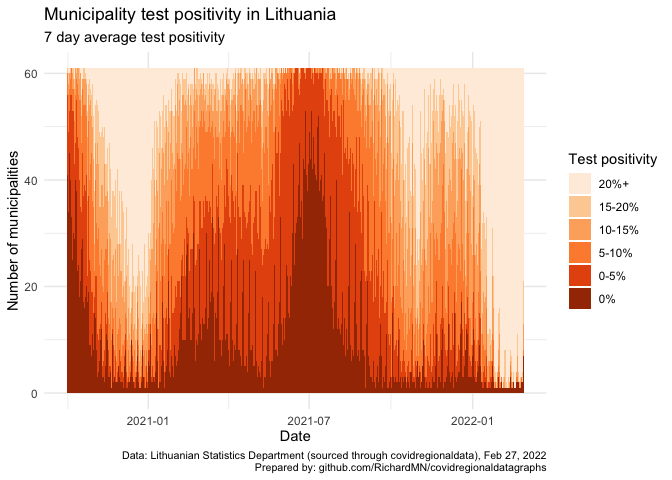 Municipality test positivity in Lithuania
7 day average test positivity
Number of municipalities
60
40
20
0
2021-01
2021-07
2022-01
Date
Test positivity
20%+
15-20%
10-15%
5-10%
0-5%
0%
Data: Lithuanian Statistics Department (sourced through covidregionaldata), Feb 27, 2022
Prepared by: github.com/RichardMN/covidregionaldatagraphs